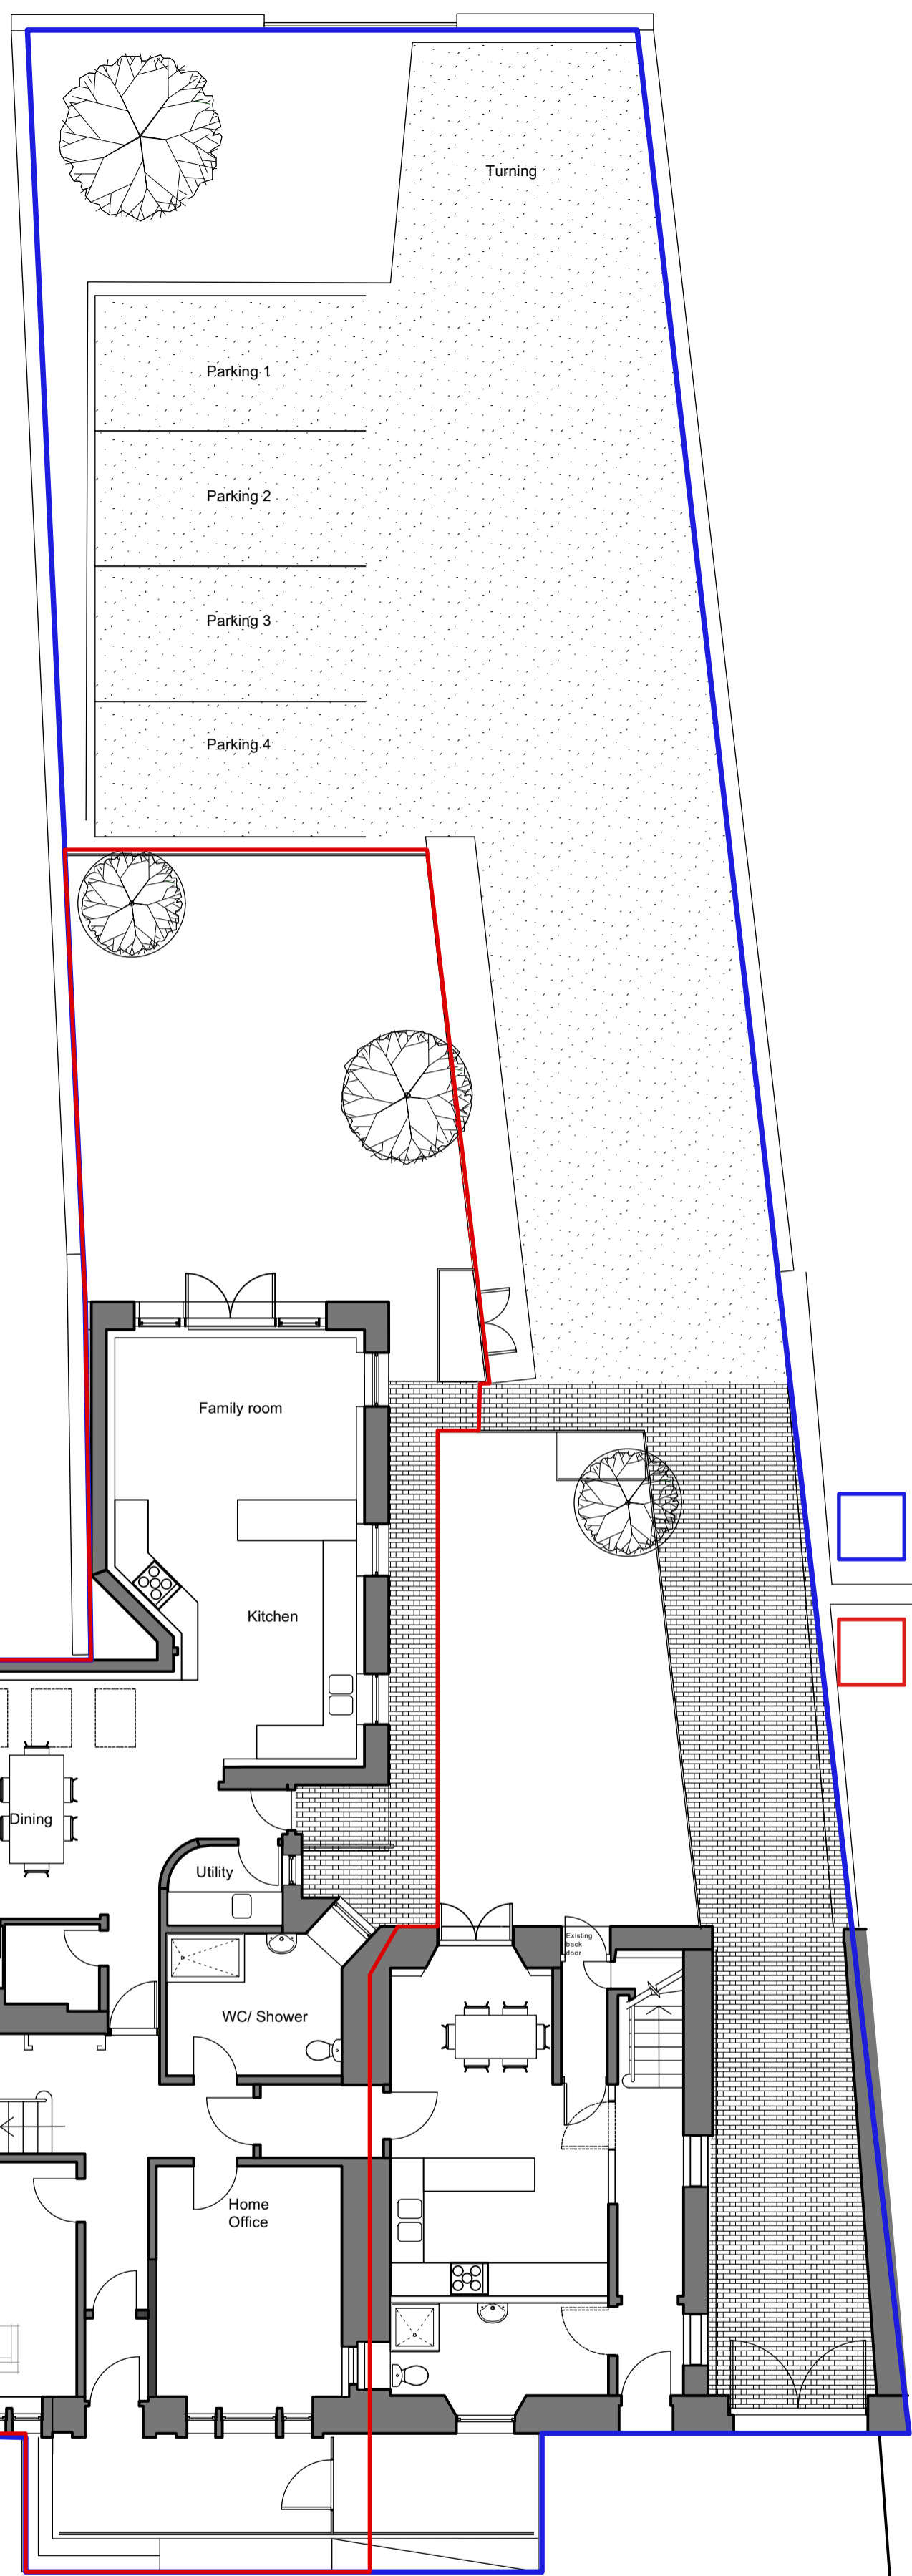 Turning
Parking 1
Parking 2
Parking 3
Parking 4
Family room
Kitchen
Dining
Utility
Existing
back
door
WC/ Shower
Home
Office